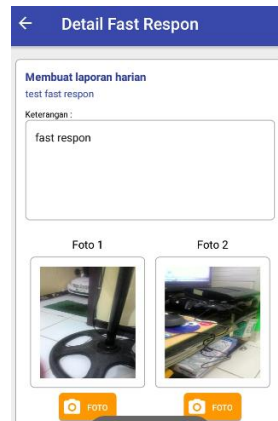 Detail Fast Respon
Membuat laporan harian
test fast respon
Keterangan :
fast respon
Foto 1
Foto 2
FOTO
FOTO